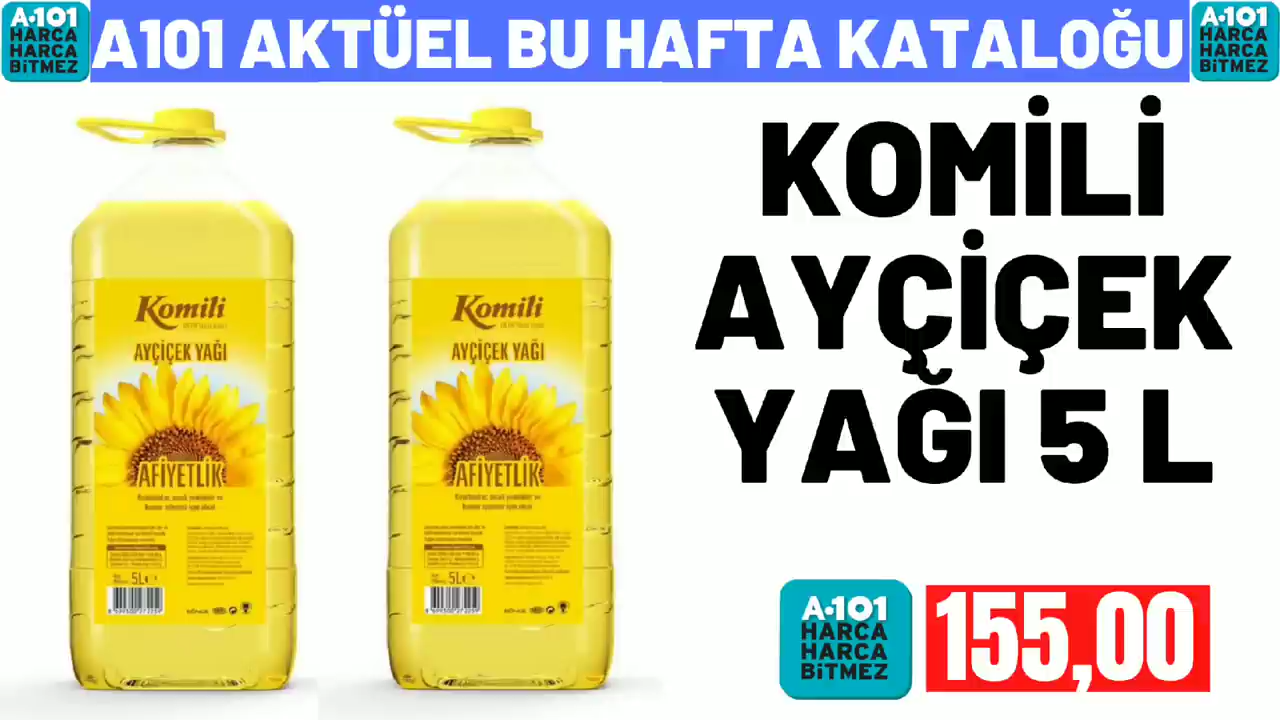 A101
HARCA
HARCA
BİTMEZ
A101 AKTÜEL BU HAFTA KATALOĞU
A101
HARCA
HARCA
BİTMEZ
KOMİLİ
AYÇİÇEK
YAĞI 5 L
Komili
AYÇİÇEK YAĞI
AFİYETLİK
5L e
Komili
AYÇİÇEK YAĞI
AFİYETLİK
5L e
A101
HARCA
HARCA
BİTMEZ
155,00